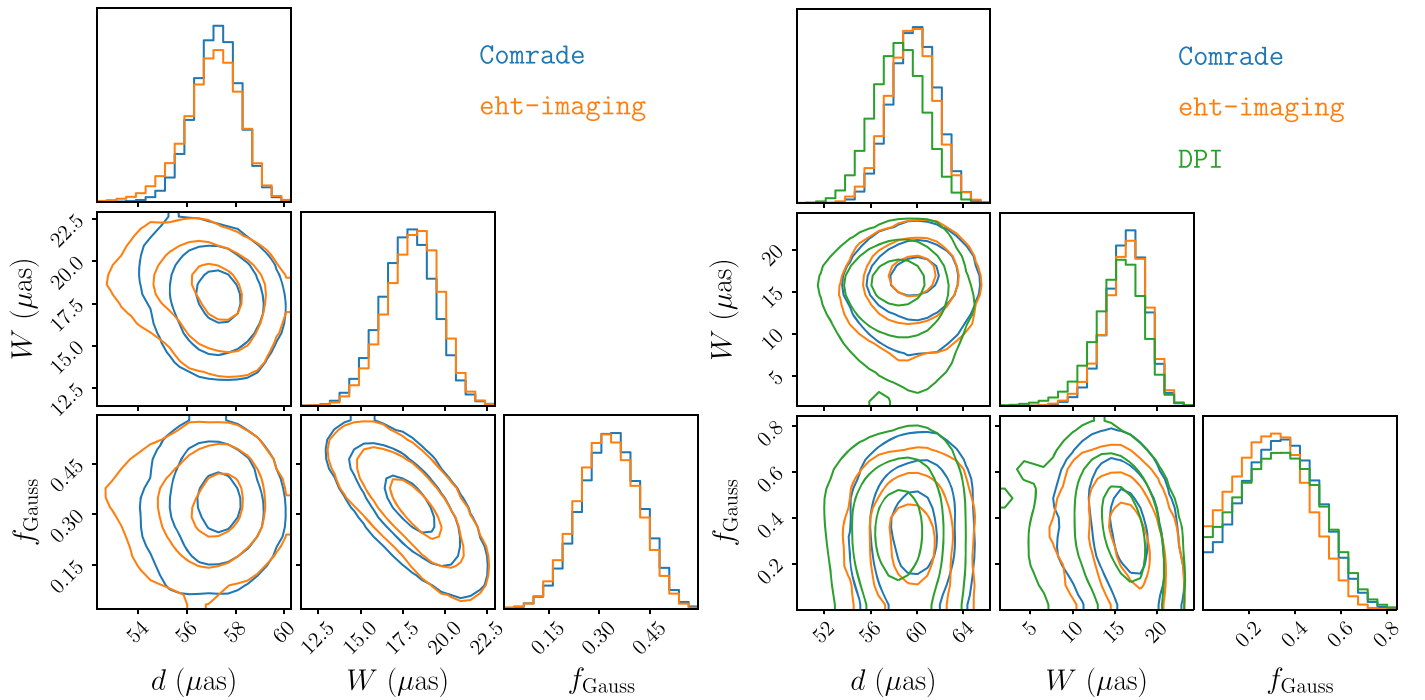 Comrade
eht-imaging
W (μas)
22.5
20.0
17.5
15.0
12.5
f_Gauss
0.45
0.30
0.15
54 56 58 60
12.5 15.0 17.5 20.0 22.5
0.15 0.30 0.45
d (μas) W (μas) f_Gauss
Comrade
eht-imaging
DPI
W (μas)
20
15
10
5
f_Gauss
0.8
0.6
0.4
0.2
52 56 60 64
5 10 15 20
0.2 0.4 0.6 0.8
d (μas) W (μas) f_Gauss